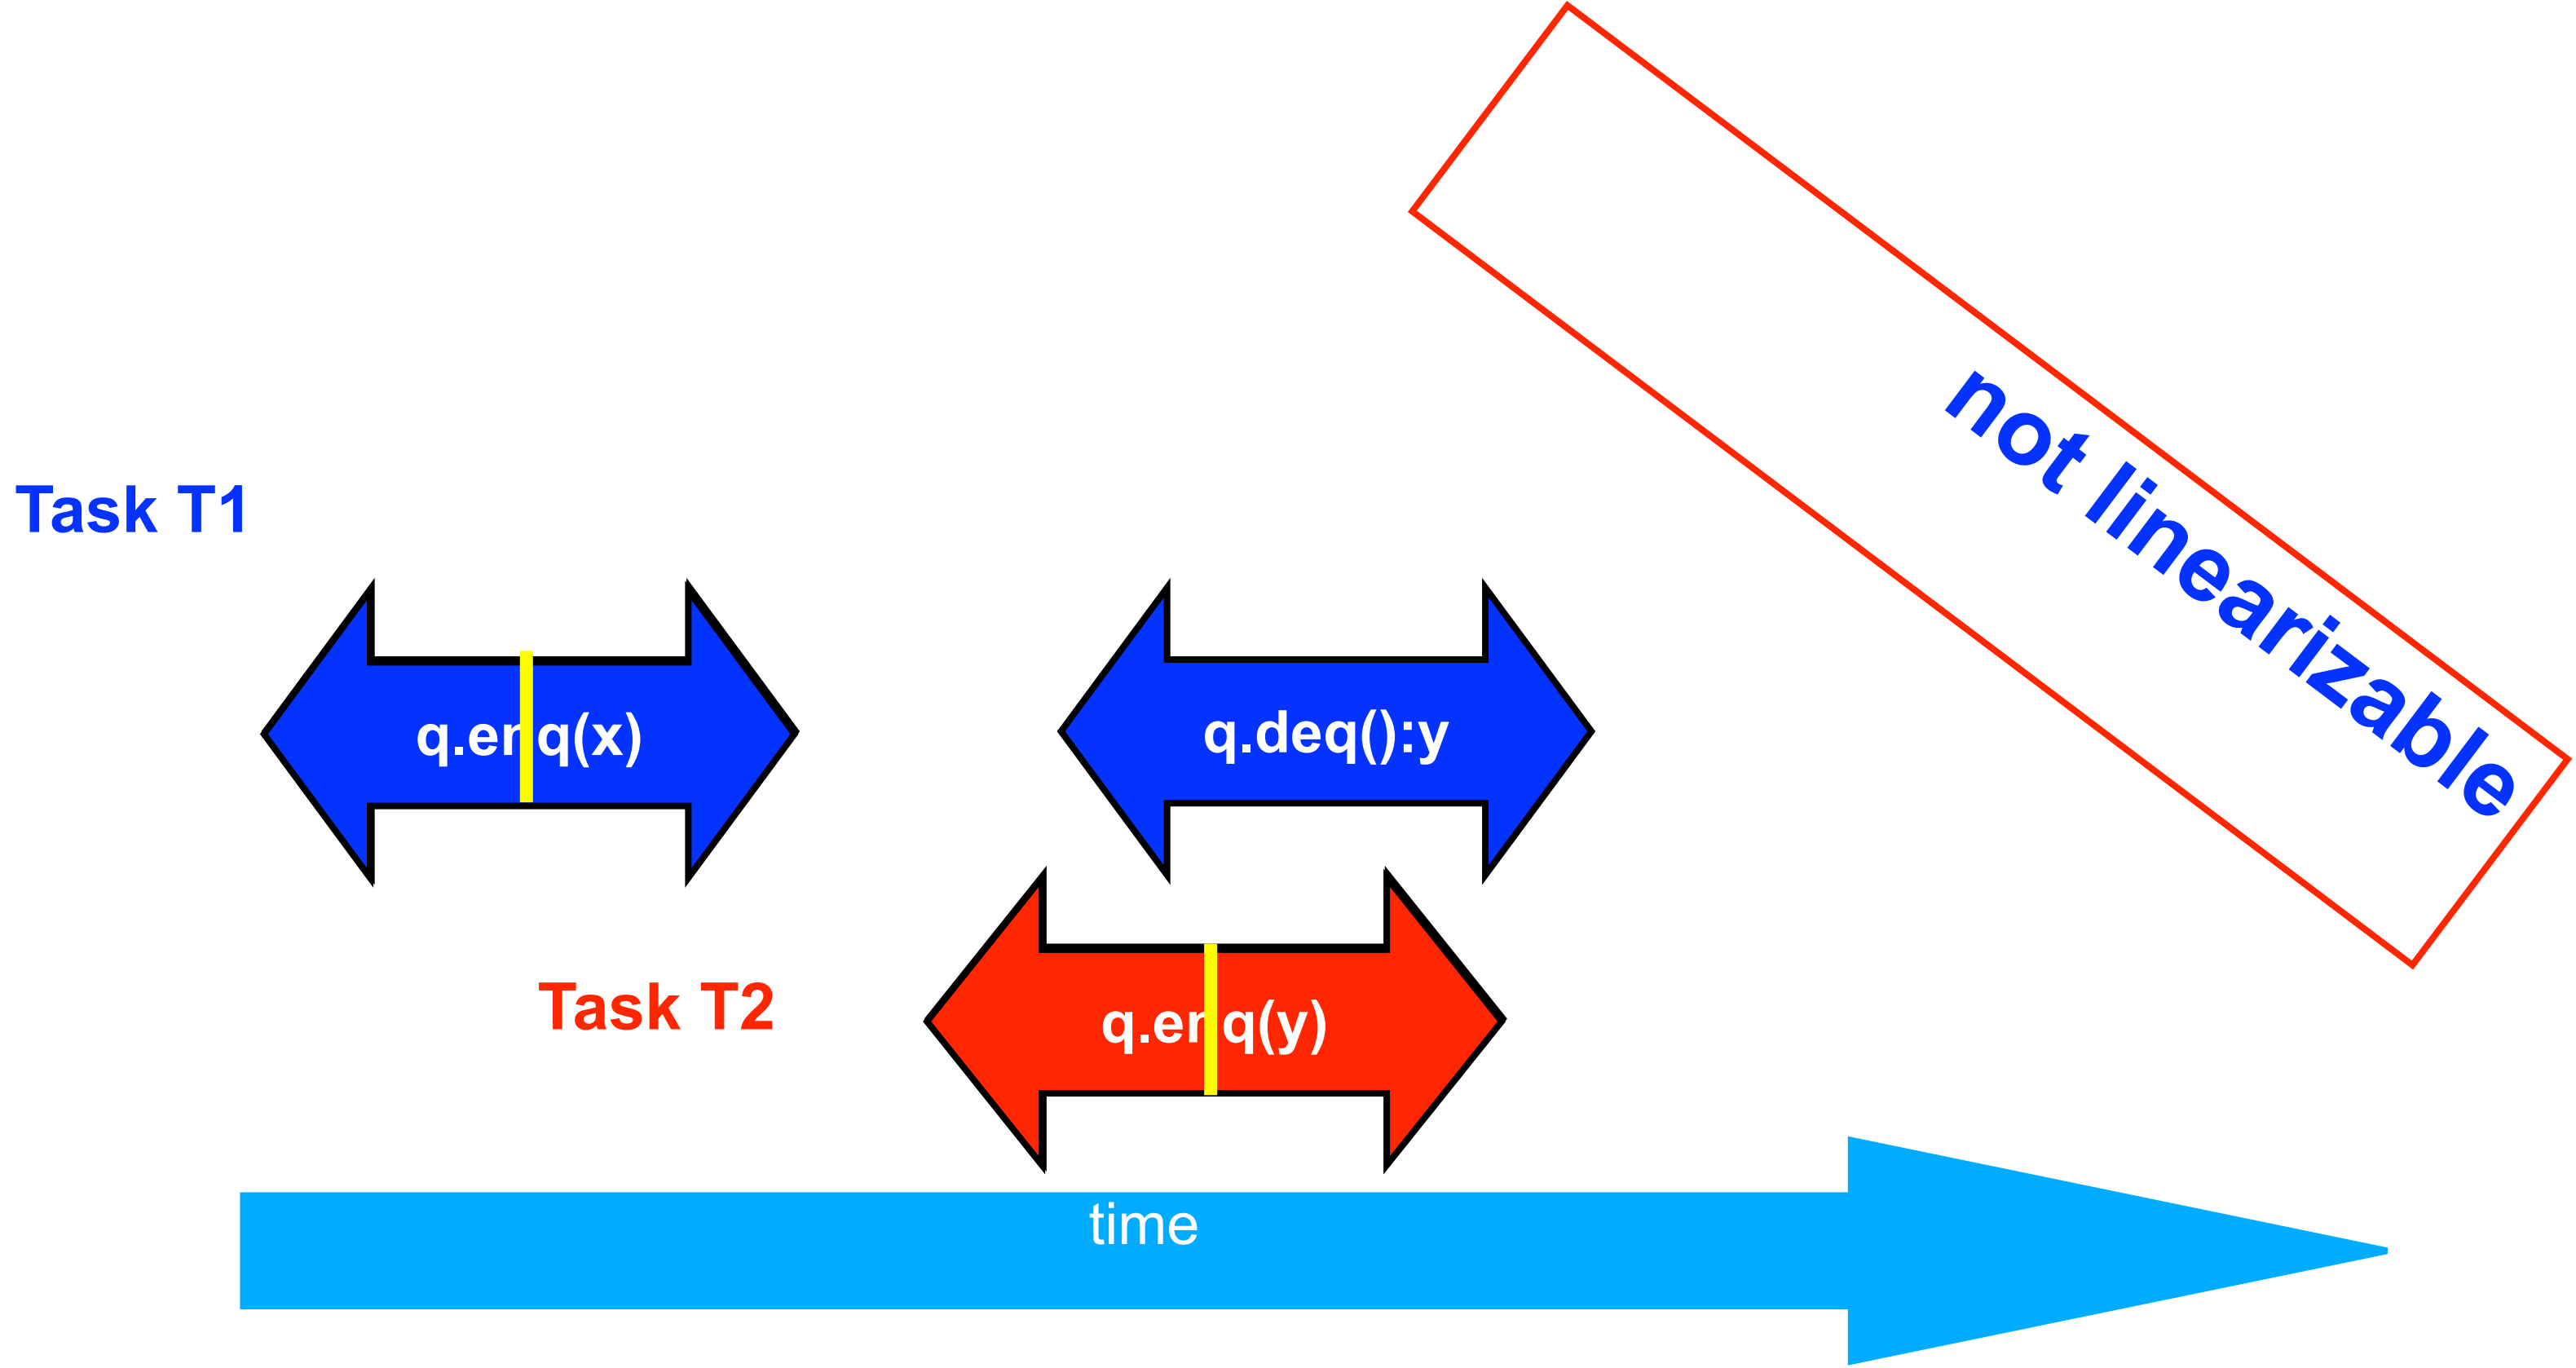 not linearizable
Task T1
q.enq(x)
q.deq():y
Task T2
q.enq(y)
time